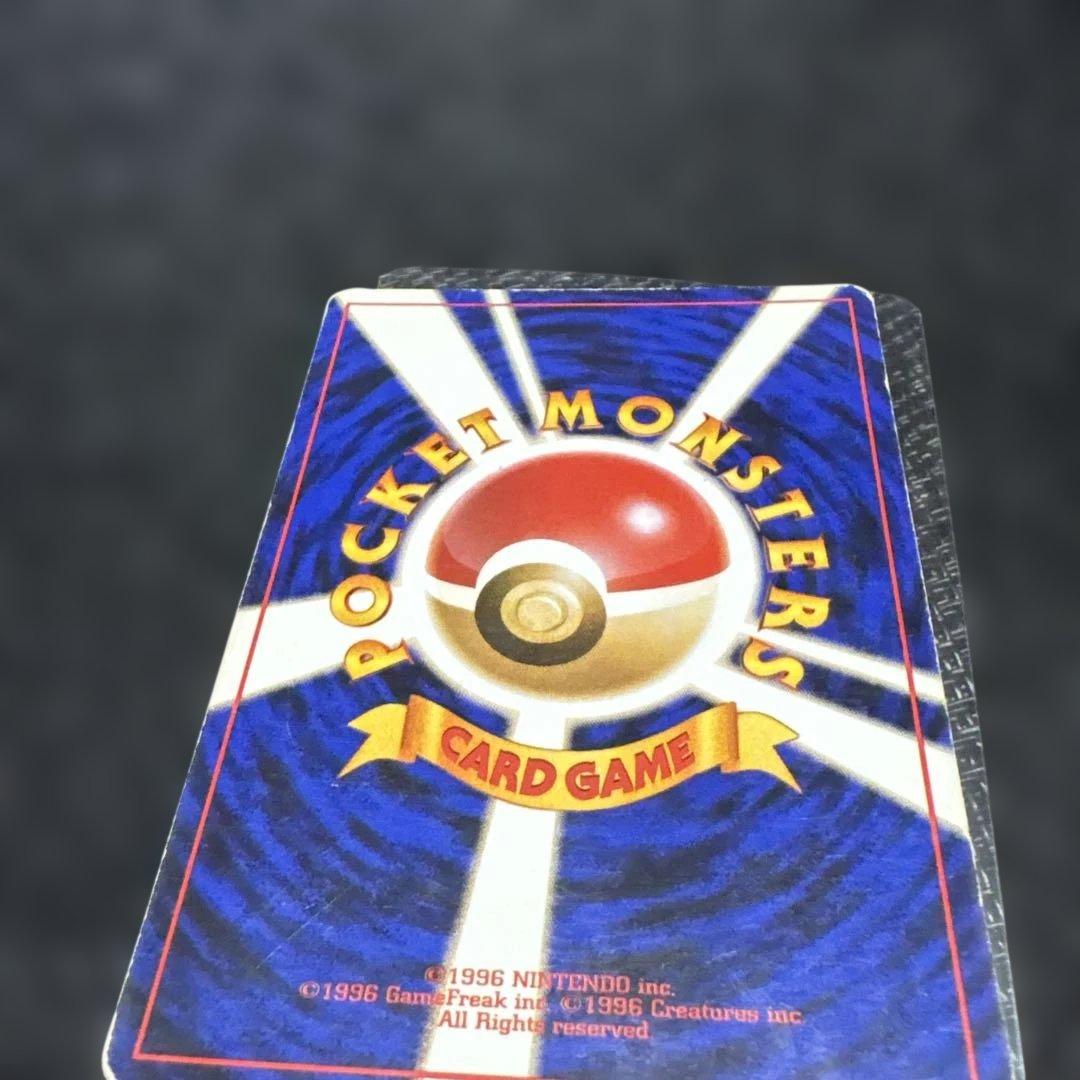 POCKET MONSTERS
CARD GAME
©1996 NINTENDO inc.
©1996 GameFreak inc. ©1996 Creatures inc.
All Rights reserved